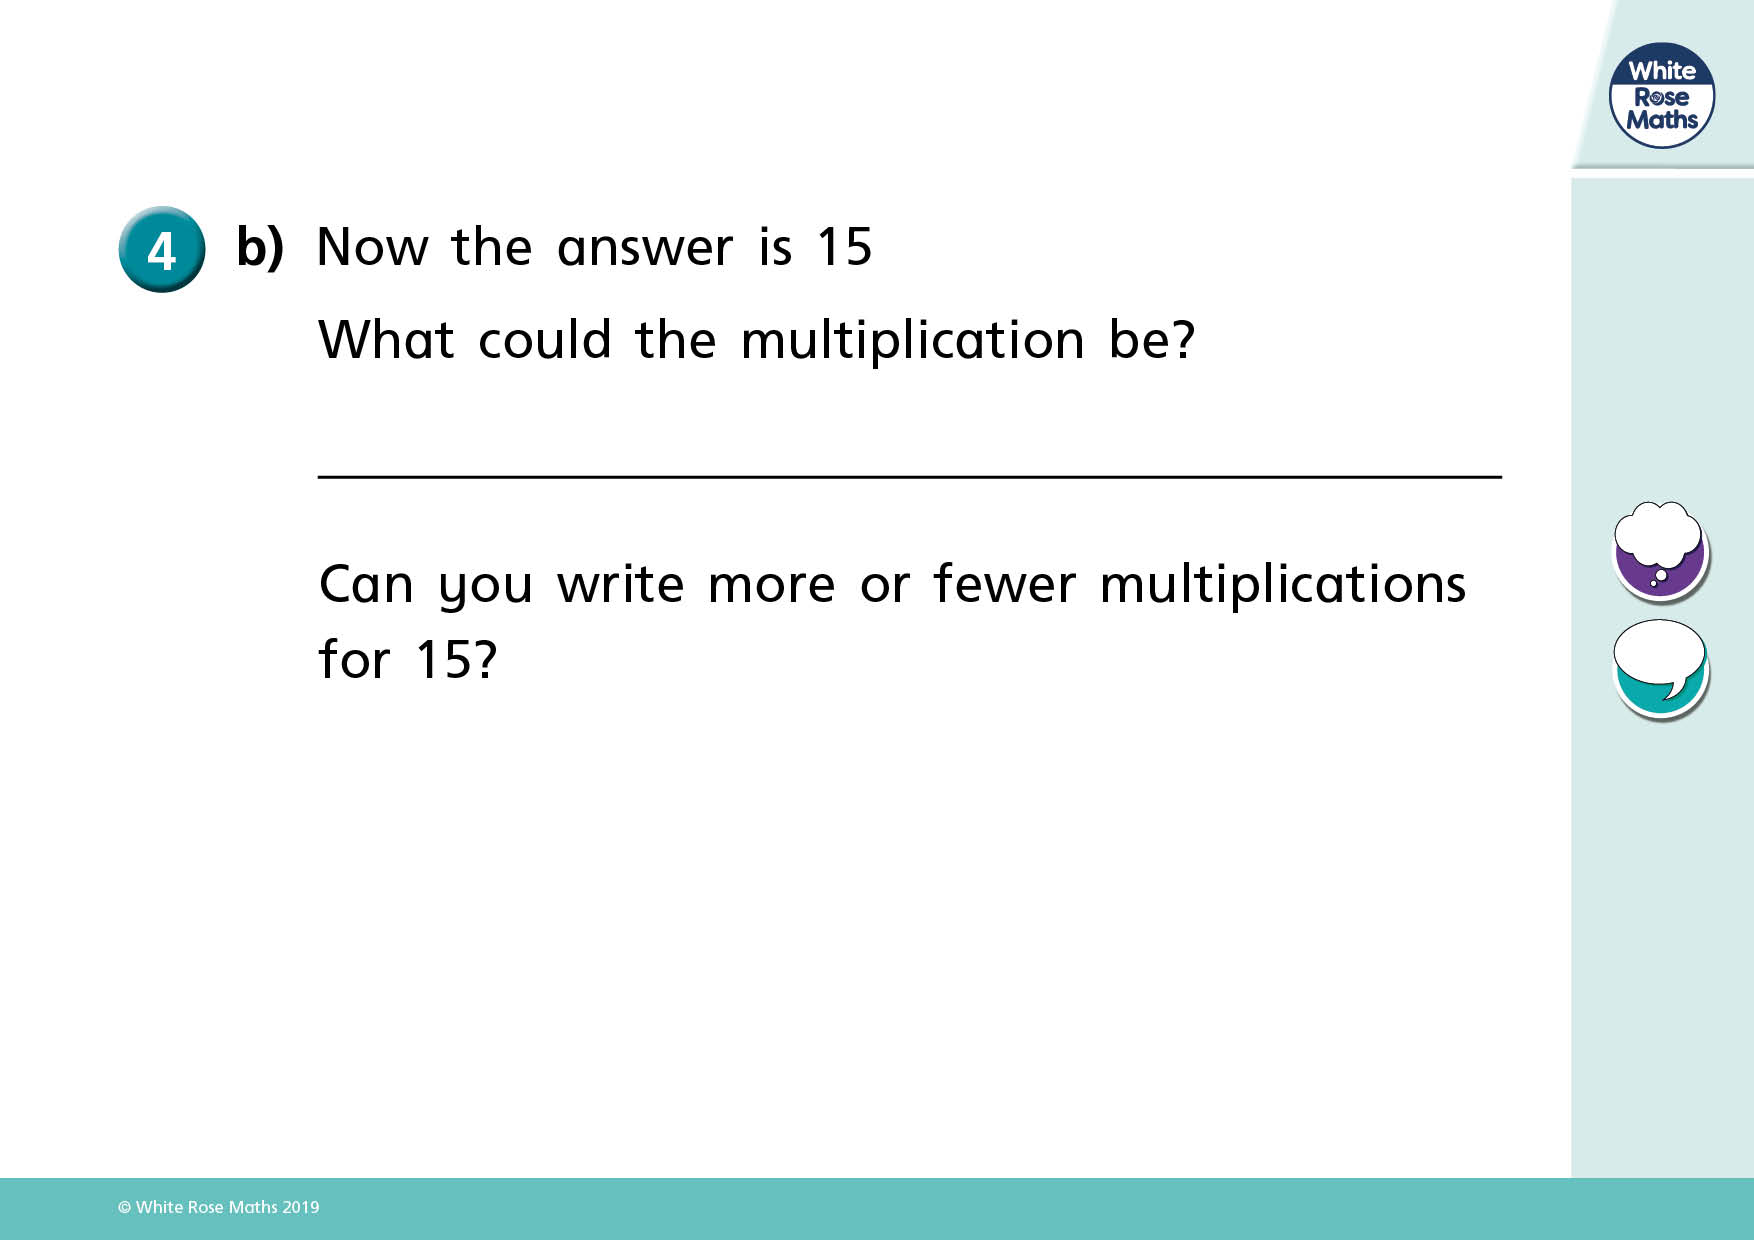 White
Rose
Maths
4 b) Now the answer is 15
What could the multiplication be?
Can you write more or fewer multiplications
for 15?
© White Rose Maths 2019